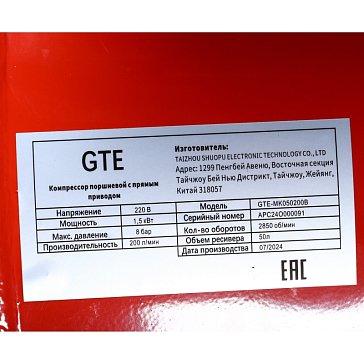 GTE
Компрессор поршневой с прямым
приводом
Изготовитель:
TAIZHOU SHUOPU ELECTRONIC TECHNOLOGY CO., LTD
Адрес: 1299 Пенгбей Авеню, Восточная секция
Тайчжоу Бей Нью Дистрикт, Тайчжоу, Жейянг,
Китай 318057
Напряжение 220 В
Мощность 1,5 кВт
Макс. давление 8 бар
Производительность 200 л/мин
Модель GTE-MK050200B
Серийный номер APC24O000091
Кол-во оборотов 2850 об/мин
Объем ресивера 50л
Дата производства 07/2024
EAC